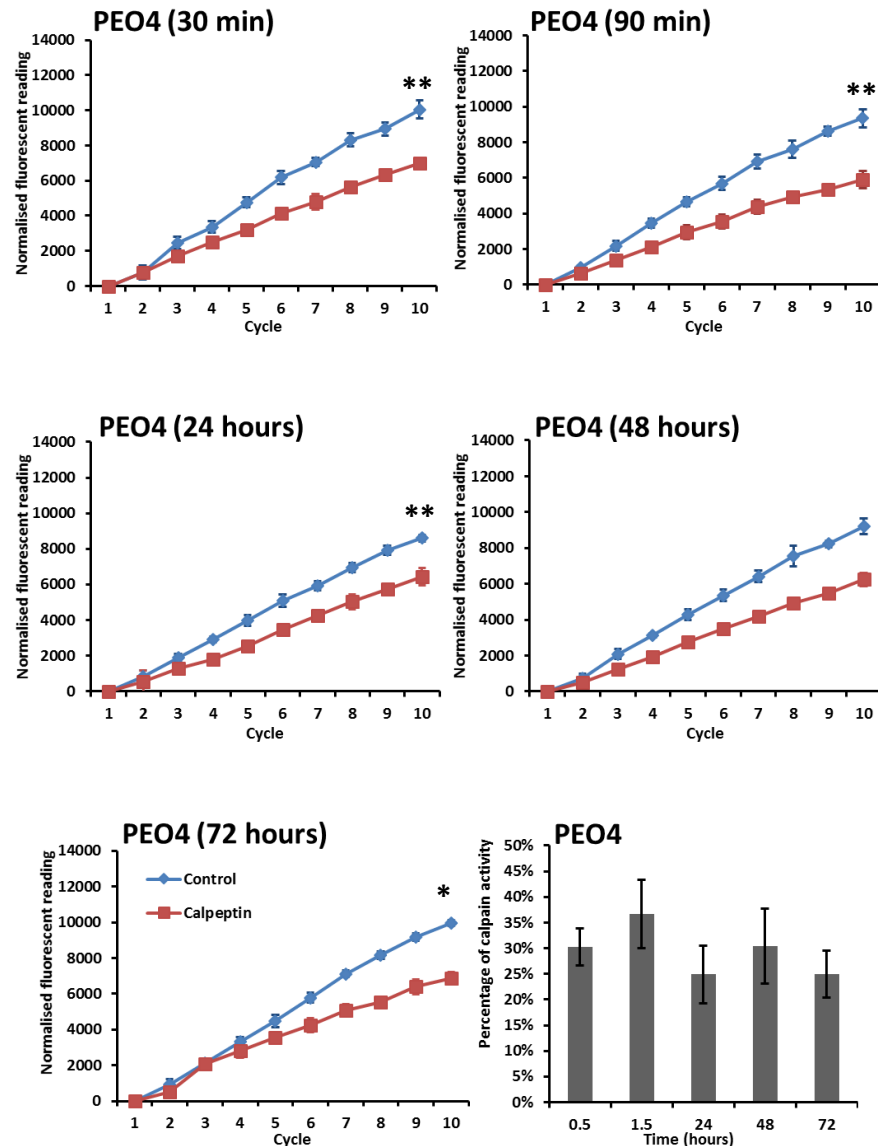 PEO4 (30 min)
Normalised fluorescent reading
14000
12000
10000
8000
6000
4000
2000
0
**
1 2 3 4 5 6 7 8 9 10
Cycle
PEO4 (90 min)
Normalised fluorescent reading
14000
12000
10000
8000
6000
4000
2000
0
**
1 2 3 4 5 6 7 8 9 10
Cycle
PEO4 (24 hours)
Normalised fluorescent reading
14000
12000
10000
8000
6000
4000
2000
0
**
1 2 3 4 5 6 7 8 9 10
Cycle
PEO4 (48 hours)
Normalised fluorescent reading
14000
12000
10000
8000
6000
4000
2000
0
1 2 3 4 5 6 7 8 9 10
Cycle
PEO4 (72 hours)
Normalised fluorescent reading
14000
12000
10000
8000
6000
4000
2000
0
Control
Calpeptin
*
1 2 3 4 5 6 7 8 9 10
Cycle
PEO4
Percentage of calpain activity
50%
45%
40%
35%
30%
25%
20%
15%
10%
5%
0%
0.5 1.5 24 48 72
Time (hours)